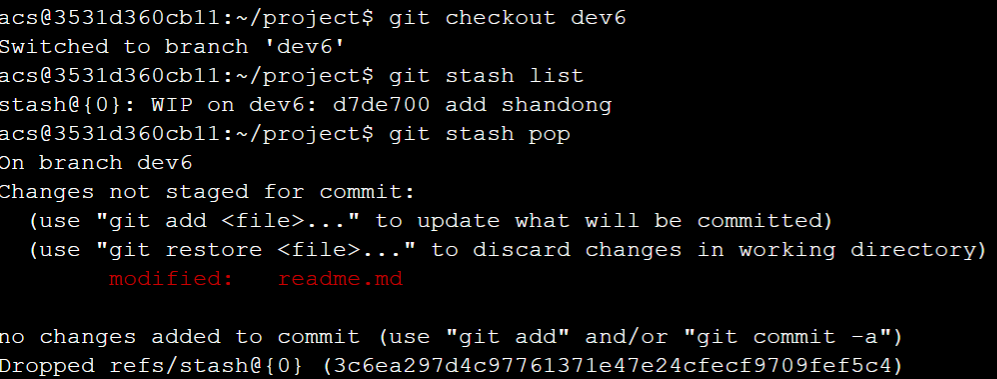 acs@3531d360cb11:~/project$ git checkout dev6
Switched to branch 'dev6'
acs@3531d360cb11:~/project$ git stash list
stash@{0}: WIP on dev6: d7de700 add shandong
acs@3531d360cb11:~/project$ git stash pop
On branch dev6
Changes not staged for commit:
  (use "git add <file>..." to update what will be committed)
  (use "git restore <file>..." to discard changes in working directory)
        modified:   readme.md
no changes added to commit (use "git add" and/or "git commit -a")
Dropped refs/stash@{0} (3c6ea297d4c97761371e47e24cfecf9709fef5c4)